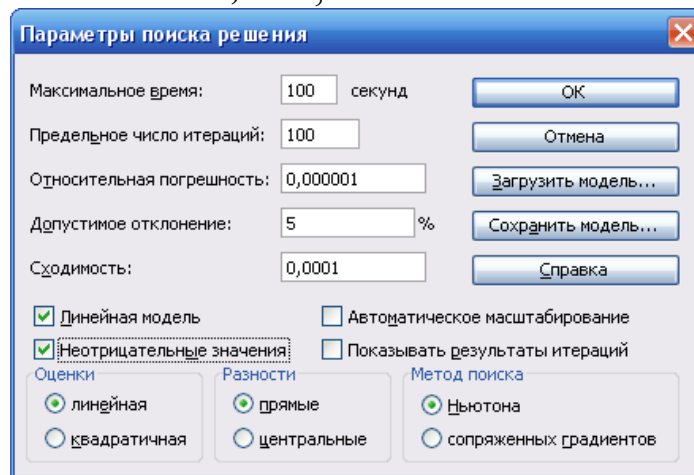 Параметры поиска решения
Максимальное время: 100 секунд ОК
Предельное число итераций: 100 Отмена
Относительная погрешность: 0,000001 Загрузить модель...
Допустимое отклонение: 5 % Сохранить модель...
Сходимость: 0,0001 Справка
Линейная модель Автоматическое масштабирование
Неотрицательные значения Показывать результаты итераций
Оценки Разности Метод поиска
линейная прямые Ньютона
квадратичная центральные сопряженных градиентов